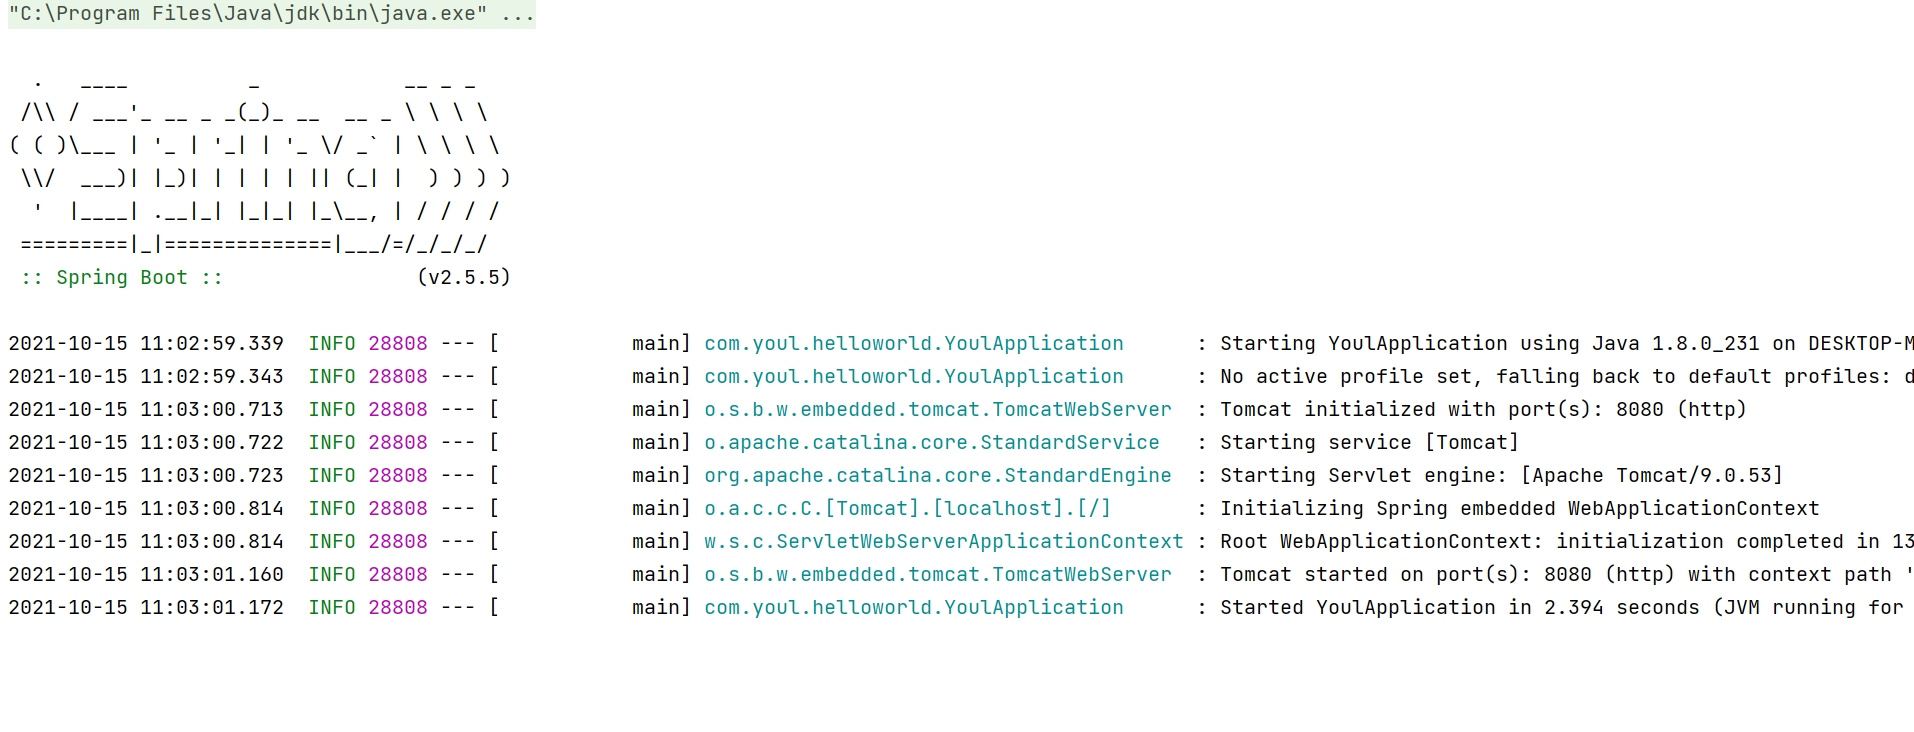 "C:\Program Files\Java\jdk\bin\java.exe" ...

  .   ____          _            __ _ _
 /\\ / ___'_ __ _ _(_)_ __  __ _ \ \ \ \
( ( )\___ | '_ | '_| | '_ \/ _` | \ \ \ \
 \\/  ___)| |_)| | | | | || (_| |  ) ) ) )
  '  |____| .__|_| |_|_| |_\__, | / / / /
 =========|_|==============|___/=/_/_/_/
 :: Spring Boot ::                (v2.5.5)

2021-10-15 11:02:59.339  INFO 28808 --- [           main] com.youl.helloworld.YoulApplication      : Starting YoulApplication using Java 1.8.0_231 on DESKTOP-M
2021-10-15 11:02:59.343  INFO 28808 --- [           main] com.youl.helloworld.YoulApplication      : No active profile set, falling back to default profiles: d
2021-10-15 11:03:00.713  INFO 28808 --- [           main] o.s.b.w.embedded.tomcat.TomcatWebServer  : Tomcat initialized with port(s): 8080 (http)
2021-10-15 11:03:00.722  INFO 28808 --- [           main] o.apache.catalina.core.StandardService   : Starting service [Tomcat]
2021-10-15 11:03:00.723  INFO 28808 --- [           main] org.apache.catalina.core.StandardEngine  : Starting Servlet engine: [Apache Tomcat/9.0.53]
2021-10-15 11:03:00.814  INFO 28808 --- [           main] o.a.c.c.C.[Tomcat].[localhost].[/]       : Initializing Spring embedded WebApplicationContext
2021-10-15 11:03:00.814  INFO 28808 --- [           main] w.s.c.ServletWebServerApplicationContext : Root WebApplicationContext: initialization completed in 13
2021-10-15 11:03:01.160  INFO 28808 --- [           main] o.s.b.w.embedded.tomcat.TomcatWebServer  : Tomcat started on port(s): 8080 (http) with context path '
2021-10-15 11:03:01.172  INFO 28808 --- [           main] com.youl.helloworld.YoulApplication      : Started YoulApplication in 2.394 seconds (JVM running for